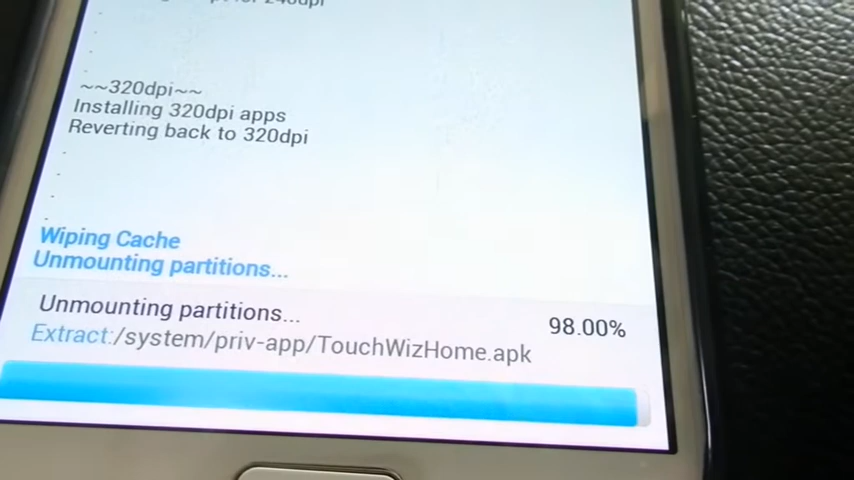 ~~320dpi~~
Installing 320dpi apps
Reverting back to 320dpi
.
.
.
.
Wiping Cache
Unmounting partitions...
Unmounting partitions...
98.00%
Extract:/system/priv-app/TouchWizHome.apk